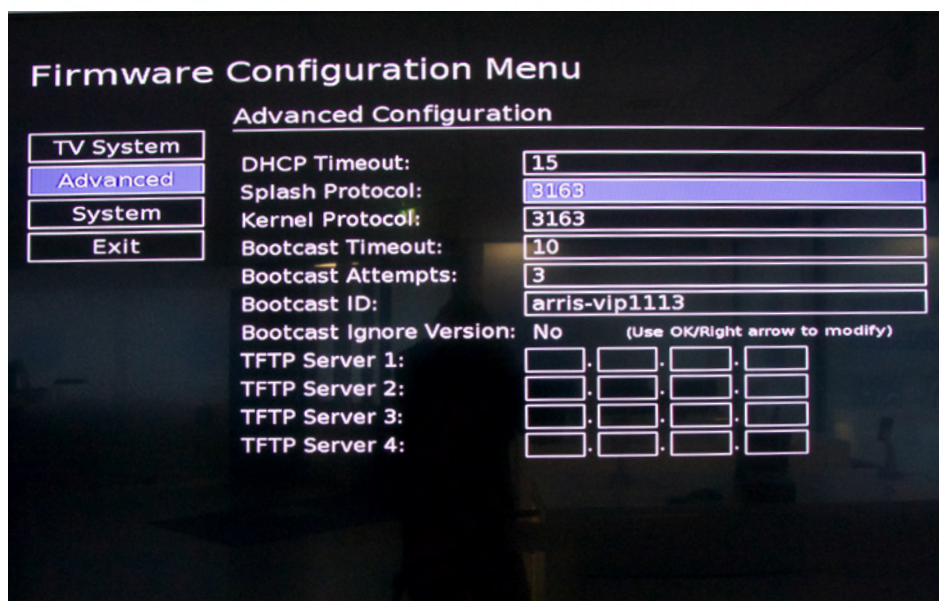 Firmware Configuration Menu
Advanced Configuration
TV System
Advanced
System
Exit
DHCP Timeout: 15
Splash Protocol: 3163
Kernel Protocol: 3163
Bootcast Timeout: 10
Bootcast Attempts: 3
Bootcast ID: arris-vip1113
Bootcast Ignore Version: No (Use OK/Right arrow to modify)
TFTP Server 1: . . .
TFTP Server 2: . . .
TFTP Server 3: . . .
TFTP Server 4: . . .